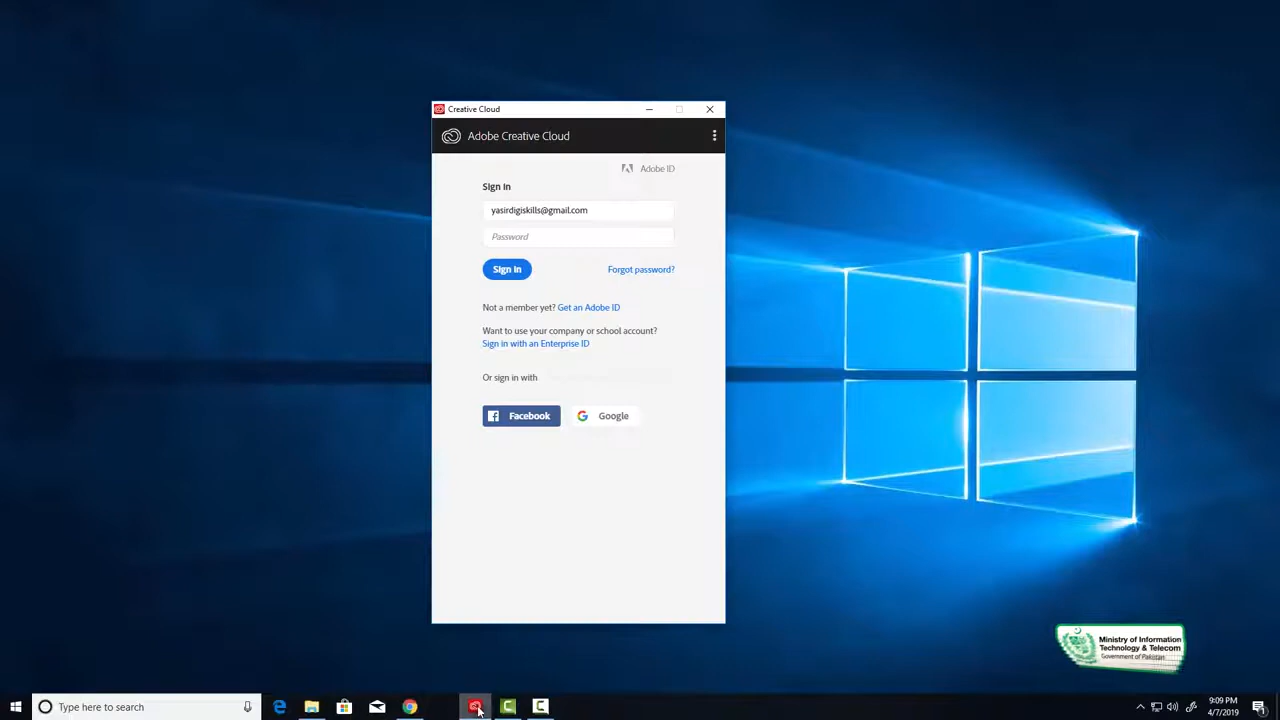 Creative Cloud
Adobe Creative Cloud
Adobe ID
Sign in
yasirdigiskills@gmail.com
Password
Sign in
Forgot password?
Not a member yet? Get an Adobe ID
Want to use your company or school account?
Sign in with an Enterprise ID
Or sign in with
Facebook
Google
Ministry of Information
Technology & Telecom
Government of Pakistan
Type here to search
9:09 PM
4/7/2019